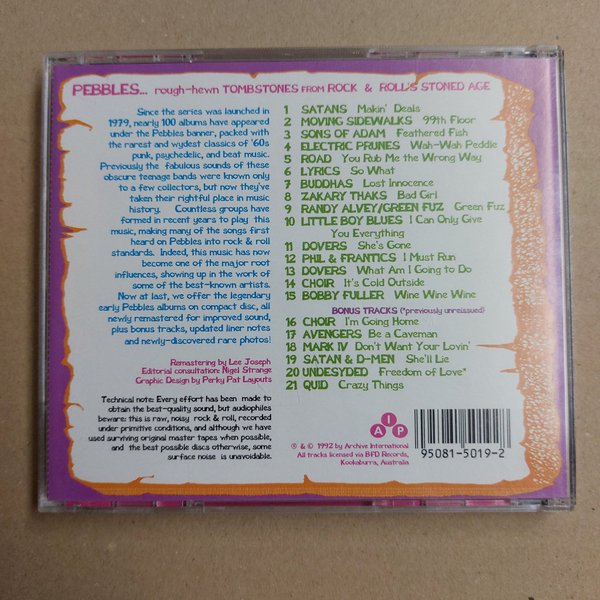 PEBBLES... rough-hewn TOMBSTONES FROM ROCK & ROLL'S STONED AGE
Since the series was launched in
1979, nearly 100 albums have appeared
under the Pebbles banner, packed with
the rarest and wydest classics of '60s
punk, psychedelic, and beat music.
Previously the fabulous sounds of these
obscure teenage bands were known only
to a few collectors, but now they've
taken their rightful place in music
history. Countless groups have
formed in recent years to play this
music, making many of the songs first
heard on Pebbles into rock & roll
standards. Indeed, this music has now
become one of the major root
influences, showing up in the work of
some of the best-known artists.
Now at last, we offer the legendary
early Pebbles albums on compact disc, all
newly remastered for improved sound,
plus bonus tracks, updated liner notes
and newly-discovered rare photos!
Remastering by Lee Joseph
Editorial consultation: Nigel Strange
Graphic Design by Perky Pat Layouts
Technical note: Every effort has been made to
obtain the best-quality sound, but audiophiles
beware: this is raw, noisy rock & roll, recorded
under primitive conditions, and although we have
used surviving original master tapes when possible,
and the best possible discs otherwise, some
surface noise is unavoidable.
1 SATANS Makin' Deals
2 MOVING SIDEWALKS 99th Floor
3 SONS OF ADAM Feathered Fish
4 ELECTRIC PRUNES Wah-Wah Peddle
5 ROAD You Rub Me the Wrong Way
6 LYRICS So What
7 BUDDHAS Lost Innocence
8 ZAKARY THAKS Bad Girl
9 RANDY ALVEY/GREEN FUZ Green Fuz
10 LITTLE BOY BLUES I Can Only Give
You Everything
11 DOVERS She's Gone
12 PHIL & FRANTICS I Must Run
13 DOVERS What Am I Going to Do
14 CHOIR It's Cold Outside
15 BOBBY FULLER Wine Wine Wine
BONUS TRACKS (*previously unreissued)
16 CHOIR I'm Going Home
17 AVENGERS Be a Caveman
18 MARK IV Don't Want Your Lovin'
19 SATAN & D-MEN She'll Lie
20 UNDESYDED Freedom of Love*
21 QUID Crazy Things
AIP
℗ & © 1992 by Archive International
All tracks licensed via BFD Records,
Kookaburra, Australia
95081-5019-2